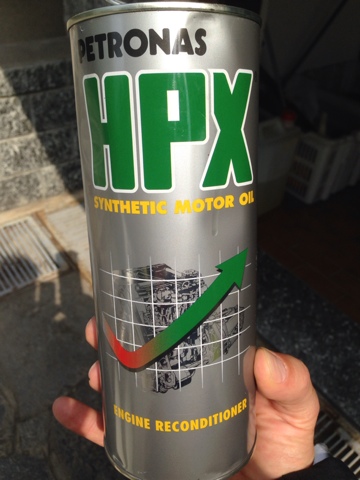 PETRONAS
HPX
SYNTHETIC MOTOR OIL
ENGINE RECONDITIONER